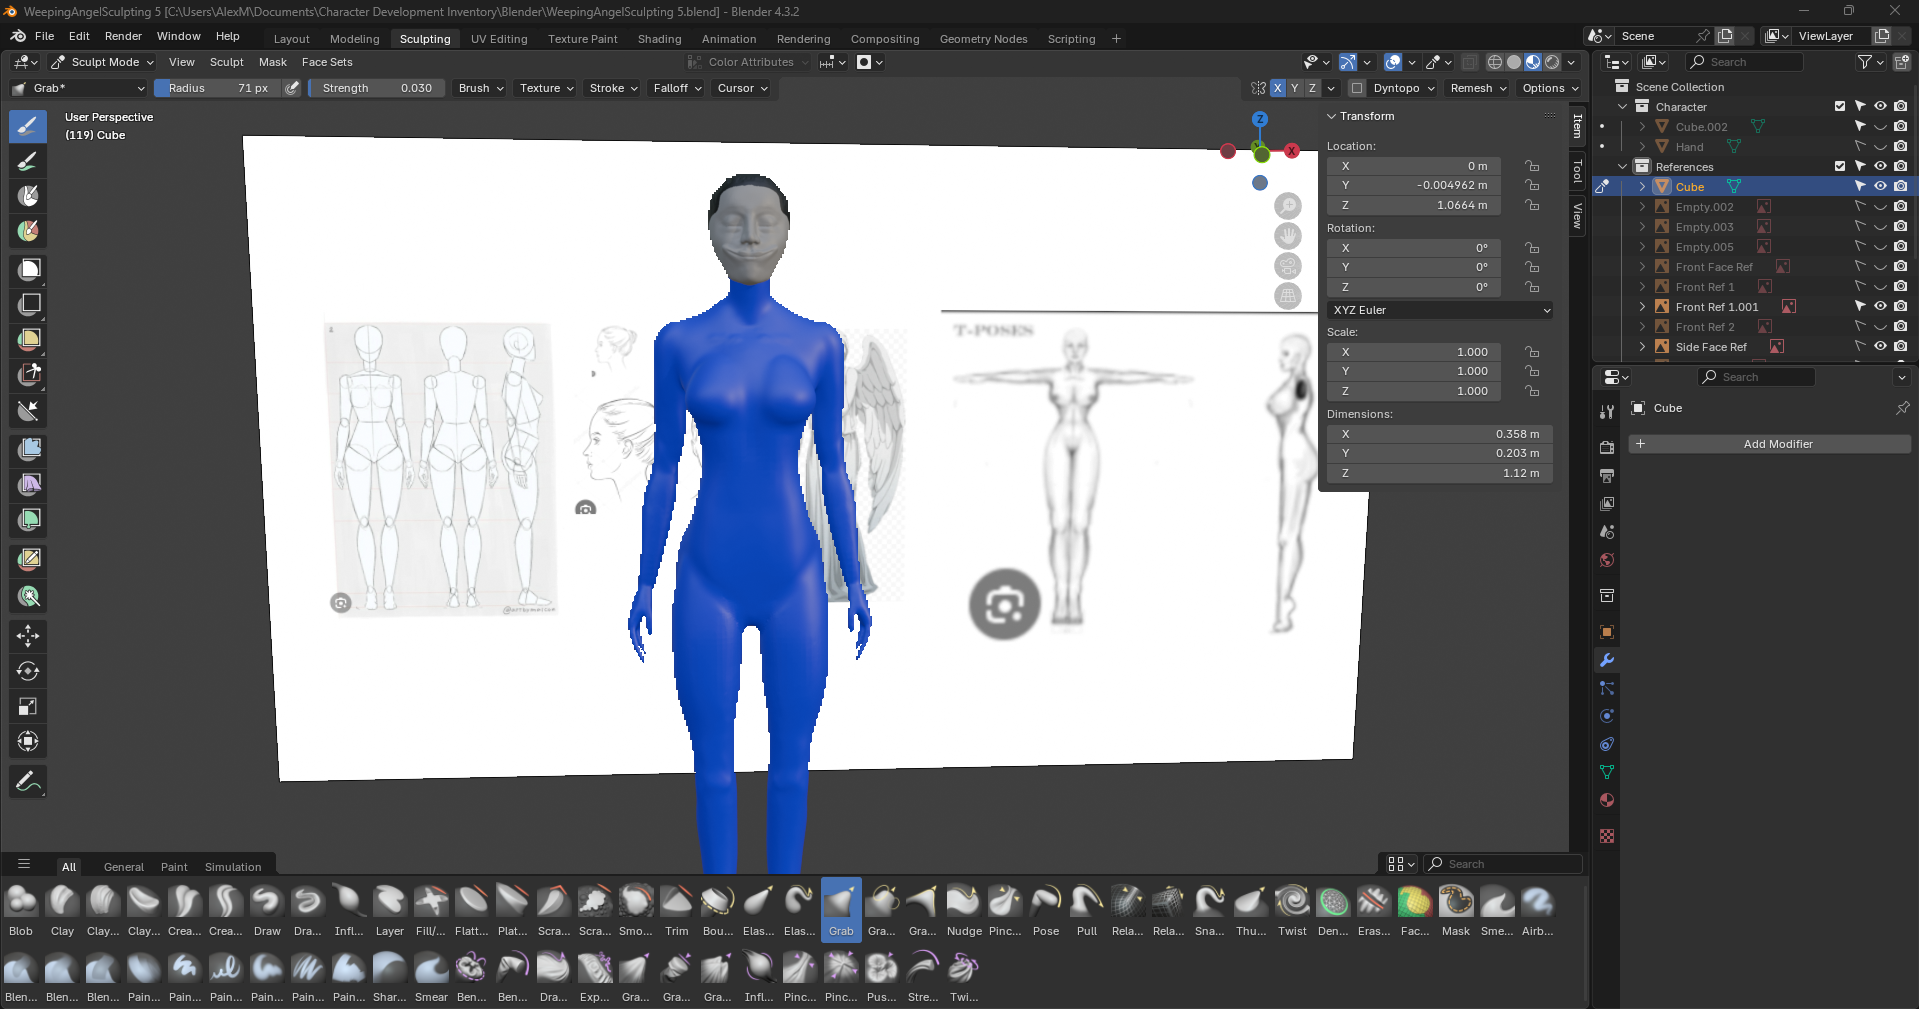 WeepingAngelSculpting 5 [C:\Users\AlexM\Documents\Character Development Inventory\Blender\WeepingAngelSculpting 5.blend] - Blender 4.3.2
File Edit Render Window Help
Layout Modeling Sculpting UV Editing Texture Paint Shading Animation Rendering Compositing Geometry Nodes Scripting +
Scene
ViewLayer
Sculpt Mode View Sculpt Mask Face Sets
Color Attributes
Search
Grab* Radius 71 px Strength 0.030 Brush Texture Stroke Falloff Cursor
X Y Z Dyntopo Remesh Options
User Perspective
(119) Cube
Z
X
Transform
Location:
X 0 m
Y -0.004962 m
Z 1.0664 m
Rotation:
X 0°
Y 0°
Z 0°
XYZ Euler
Scale:
X 1.000
Y 1.000
Z 1.000
Dimensions:
X 0.358 m
Y 0.203 m
Z 1.12 m
Item
Tool
View
T-POSES
Scene Collection
Character
Cube.002
Hand
References
Cube
Empty.002
Empty.003
Empty.005
Front Face Ref
Front Ref 1
Front Ref 1.001
Front Ref 2
Side Face Ref
Search
Cube
+ Add Modifier
All General Paint Simulation
Search
Blob Clay Clay... Clay... Crea... Crea... Draw Dra... Infl... Layer Fill/... Flatt... Plat... Scra... Scra... Smo... Trim Bou... Elas... Elas... Grab Gra... Gra... Nudge Pinc... Pose Pull Rela... Rela... Sna... Thu... Twist Den... Eras... Fac... Mask Sme... Airb...
Blen... Blen... Blen... Pain... Pain... Pain... Pain... Pain... Pain... Shar... Smear Ben... Ben... Dra... Exp... Gra... Gra... Gra... Infl... Pinc... Pinc... Pus... Stre... Twi...